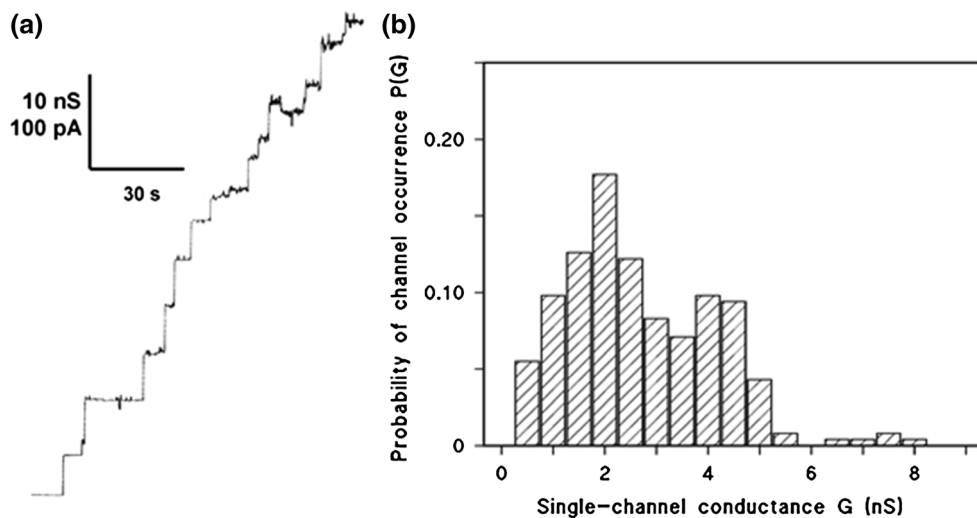 (a)
10 nS
100 pA
30 s
(b)
Probability of channel occurrence P(G)
0.20
0.10
0
0 2 4 6 8
Single-channel conductance G (nS)